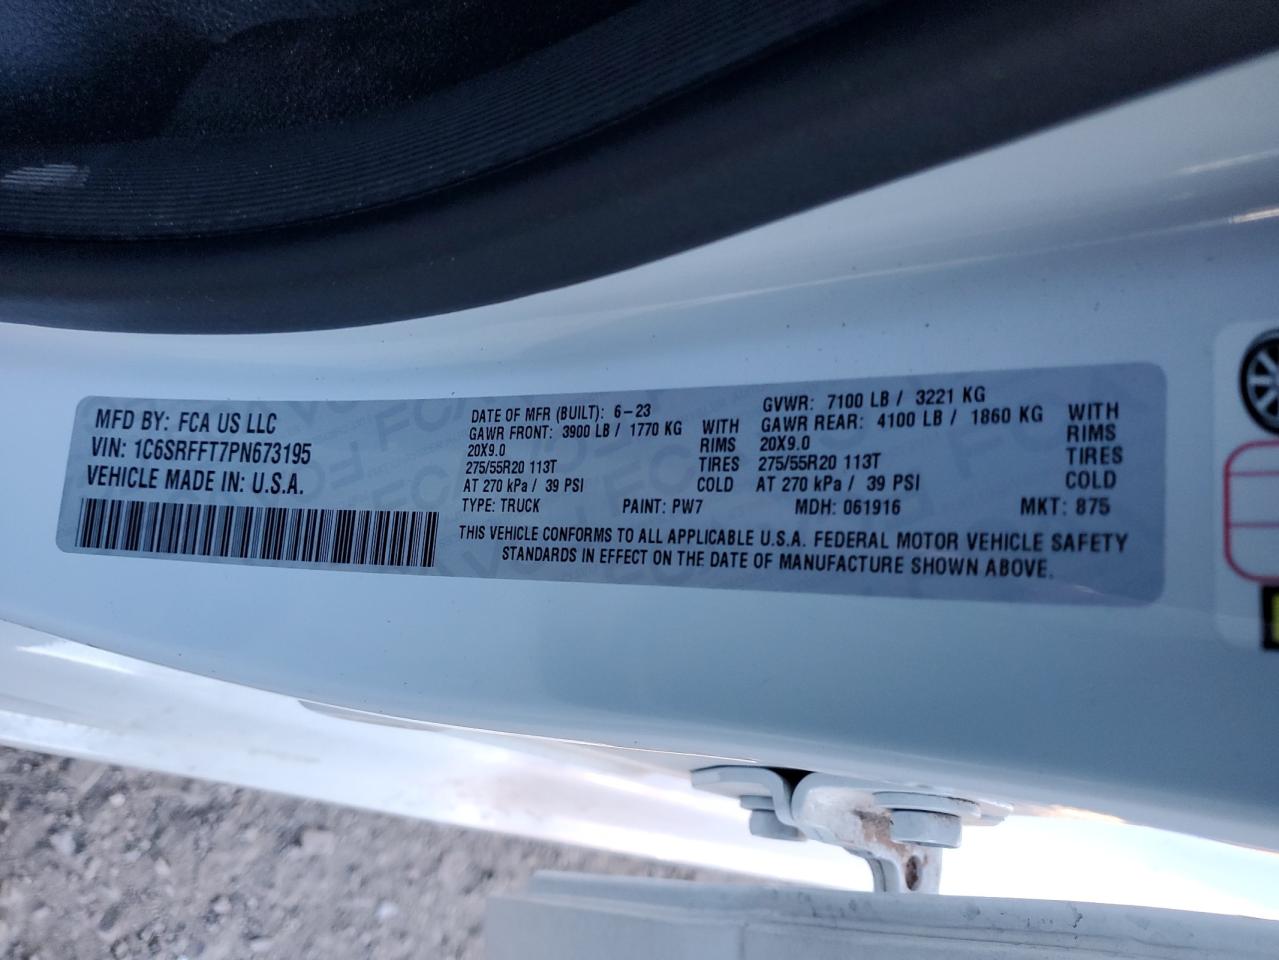 MFD BY: FCA US LLC
VIN: 1C6SRFFT7PN673195
VEHICLE MADE IN: U.S.A.
DATE OF MFR (BUILT): 6-23 GVWR: 7100 LB / 3221 KG
GAWR FRONT: 3900 LB / 1770 KG WITH GAWR REAR: 4100 LB / 1860 KG WITH
20X9.0 RIMS 20X9.0 RIMS
275/55R20 113T TIRES 275/55R20 113T TIRES
AT 270 kPa / 39 PSI COLD AT 270 kPa / 39 PSI COLD
TYPE: TRUCK PAINT: PW7 MDH: 061916 MKT: 875
THIS VEHICLE CONFORMS TO ALL APPLICABLE U.S.A. FEDERAL MOTOR VEHICLE SAFETY
STANDARDS IN EFFECT ON THE DATE OF MANUFACTURE SHOWN ABOVE.